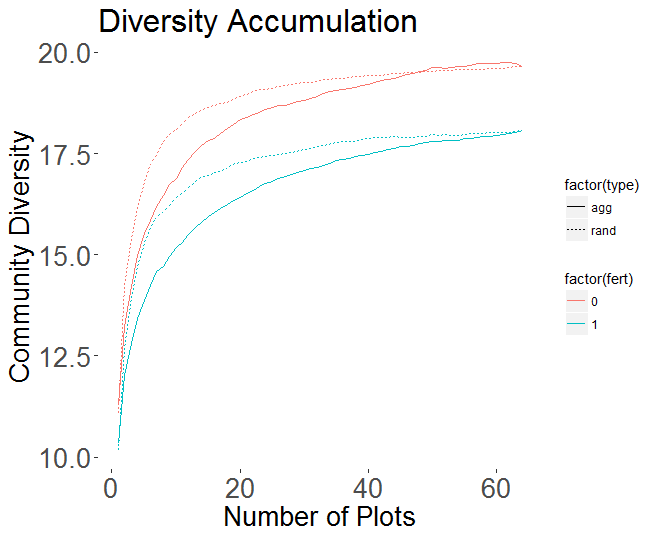 Diversity Accumulation
20.0
17.5
15.0
12.5
10.0
Community Diversity
0
20
40
60
Number of Plots
factor(type)
agg
rand
factor(fert)
0
1